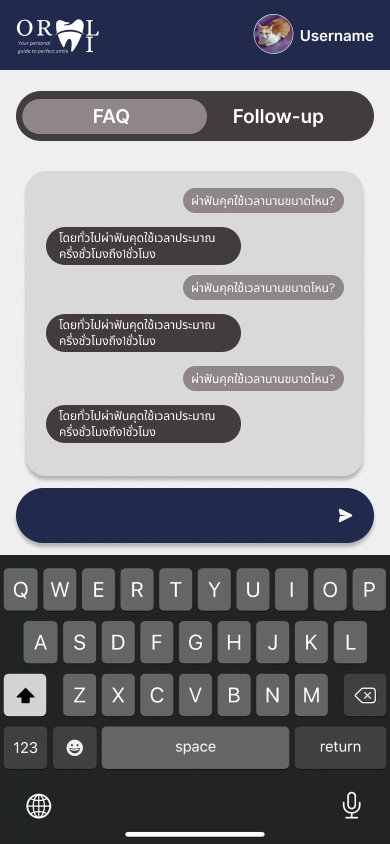 ORAL
I
Your personal
guide to perfect smile
Username
FAQ
Follow-up
ผ่าฟันคุคใช้เวลานานขนาดไหน?
โดยทั่วไปผ่าฟันคุดใช้เวลาประมาณ
ครึ่งชั่วโมงถึง1ชั่วโมง
ผ่าฟันคุคใช้เวลานานขนาดไหน?
โดยทั่วไปผ่าฟันคุดใช้เวลาประมาณ
ครึ่งชั่วโมงถึง1ชั่วโมง
ผ่าฟันคุคใช้เวลานานขนาดไหน?
โดยทั่วไปผ่าฟันคุดใช้เวลาประมาณ
ครึ่งชั่วโมงถึง1ชั่วโมง
Q W E R T Y U I O P
A S D F G H J K L
Z X C V B N M
123 space return